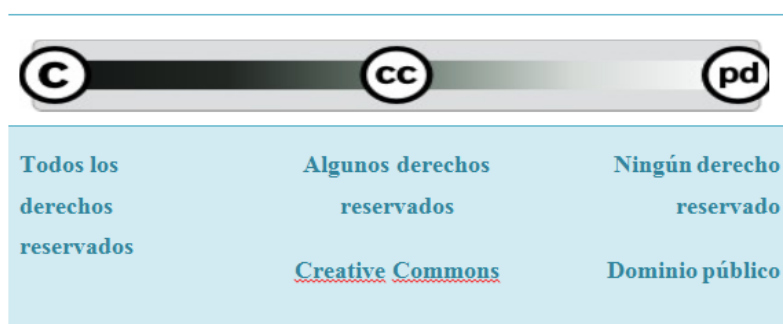 C cc pd
Todos los
derechos
reservados
Algunos derechos
reservados
Creative Commons
Ningún derecho
reservado
Dominio público